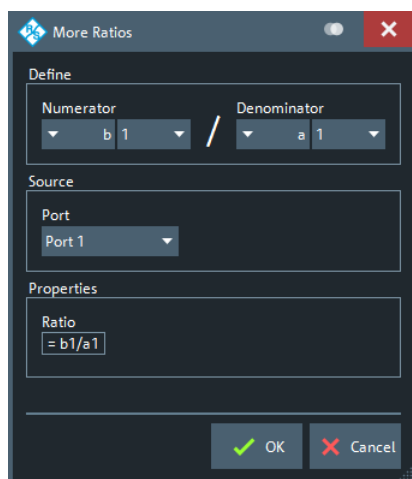 More Ratios
Define
Numerator Denominator
b 1 / a 1
Source
Port
Port 1
Properties
Ratio
= b1/a1
OK Cancel